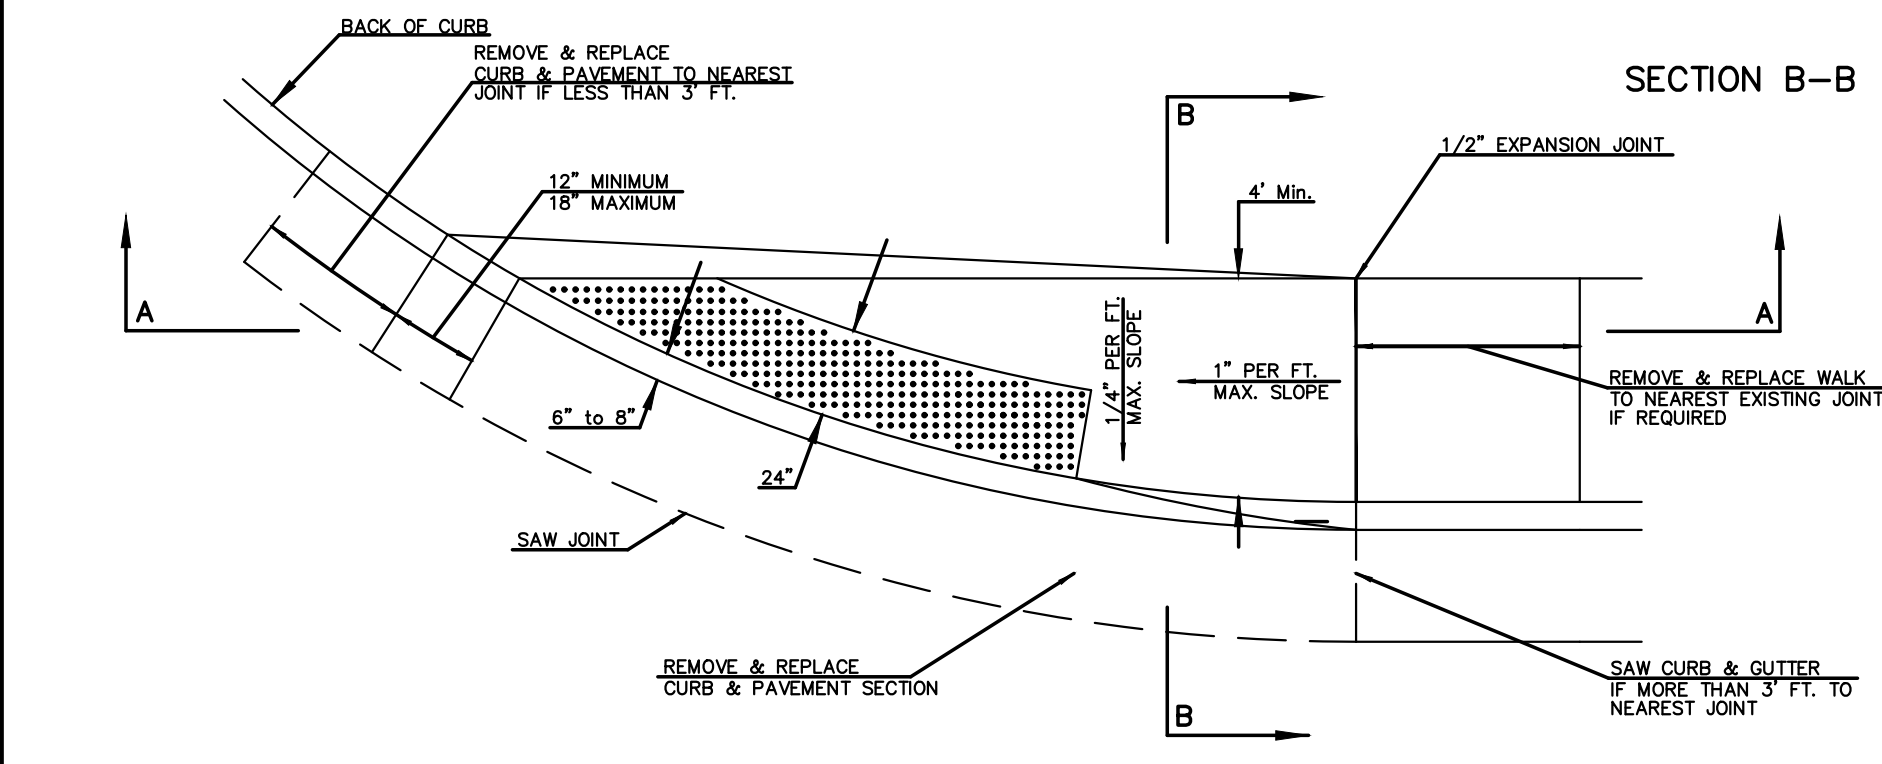 BACK OF CURB
REMOVE & REPLACE
CURB & PAVEMENT TO NEAREST
JOINT IF LESS THAN 3' FT.
SECTION B-B
B
1/2" EXPANSION JOINT
12" MINIMUM
18" MAXIMUM
4' Min.
A
A
1/4" PER FT.
MAX. SLOPE
1" PER FT.
MAX. SLOPE
REMOVE & REPLACE WALK
TO NEAREST EXISTING JOINT
IF REQUIRED
6" to 8"
24"
SAW JOINT
REMOVE & REPLACE
CURB & PAVEMENT SECTION
SAW CURB & GUTTER
IF MORE THAN 3' FT. TO
NEAREST JOINT
B